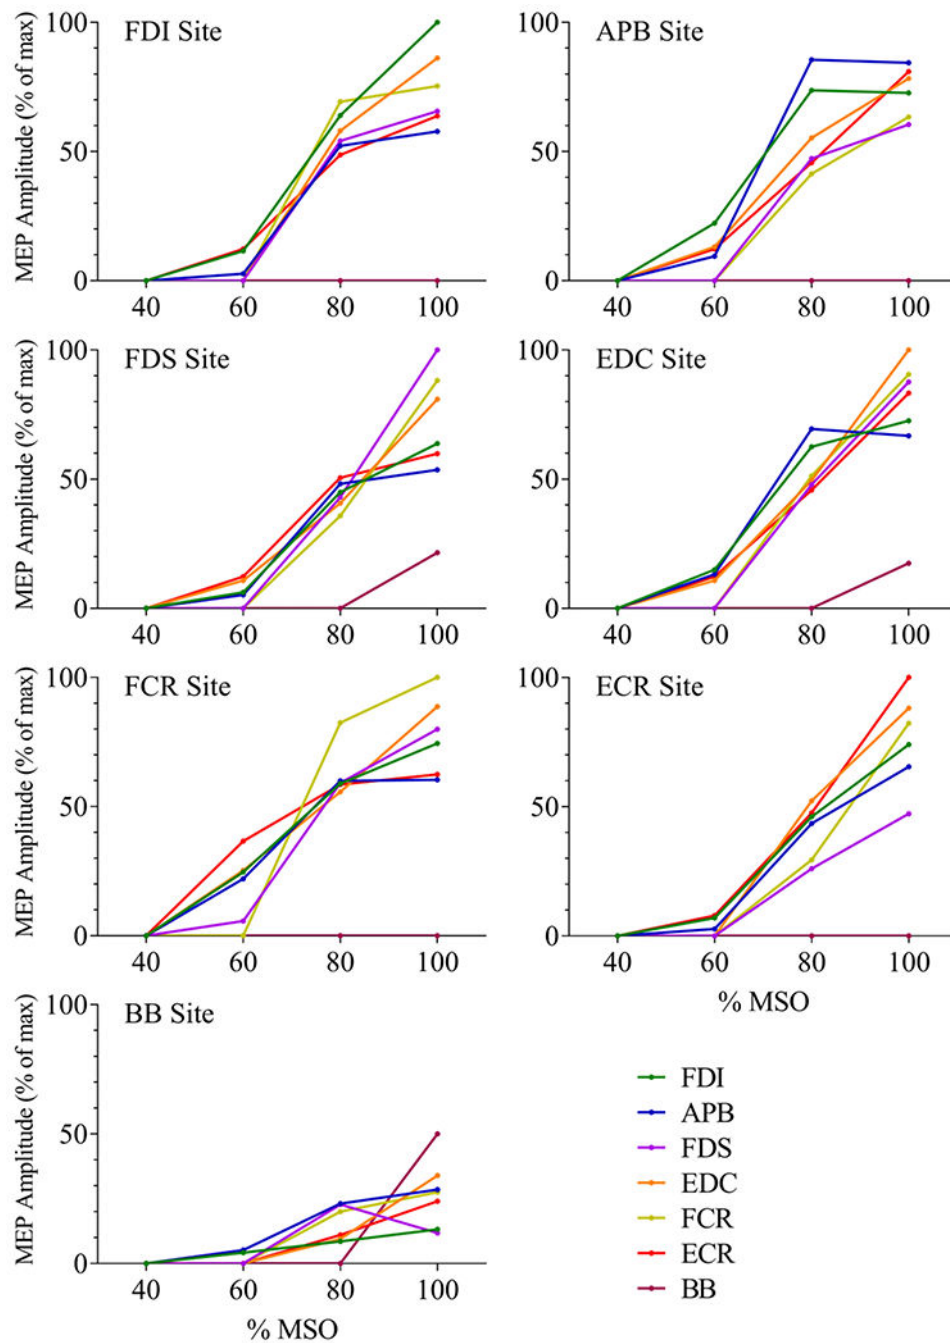 FDI Site
APB Site
MEP Amplitude (% of max)
100
50
0
40 60 80 100
100
50
0
40 60 80 100
FDS Site
EDC Site
MEP Amplitude (% of max)
100
50
0
40 60 80 100
100
50
0
40 60 80 100
FCR Site
ECR Site
MEP Amplitude (% of max)
100
50
0
40 60 80 100
100
50
0
40 60 80 100
% MSO
BB Site
MEP Amplitude (% of max)
100
50
0
40 60 80 100
% MSO
FDI
APB
FDS
EDC
FCR
ECR
BB